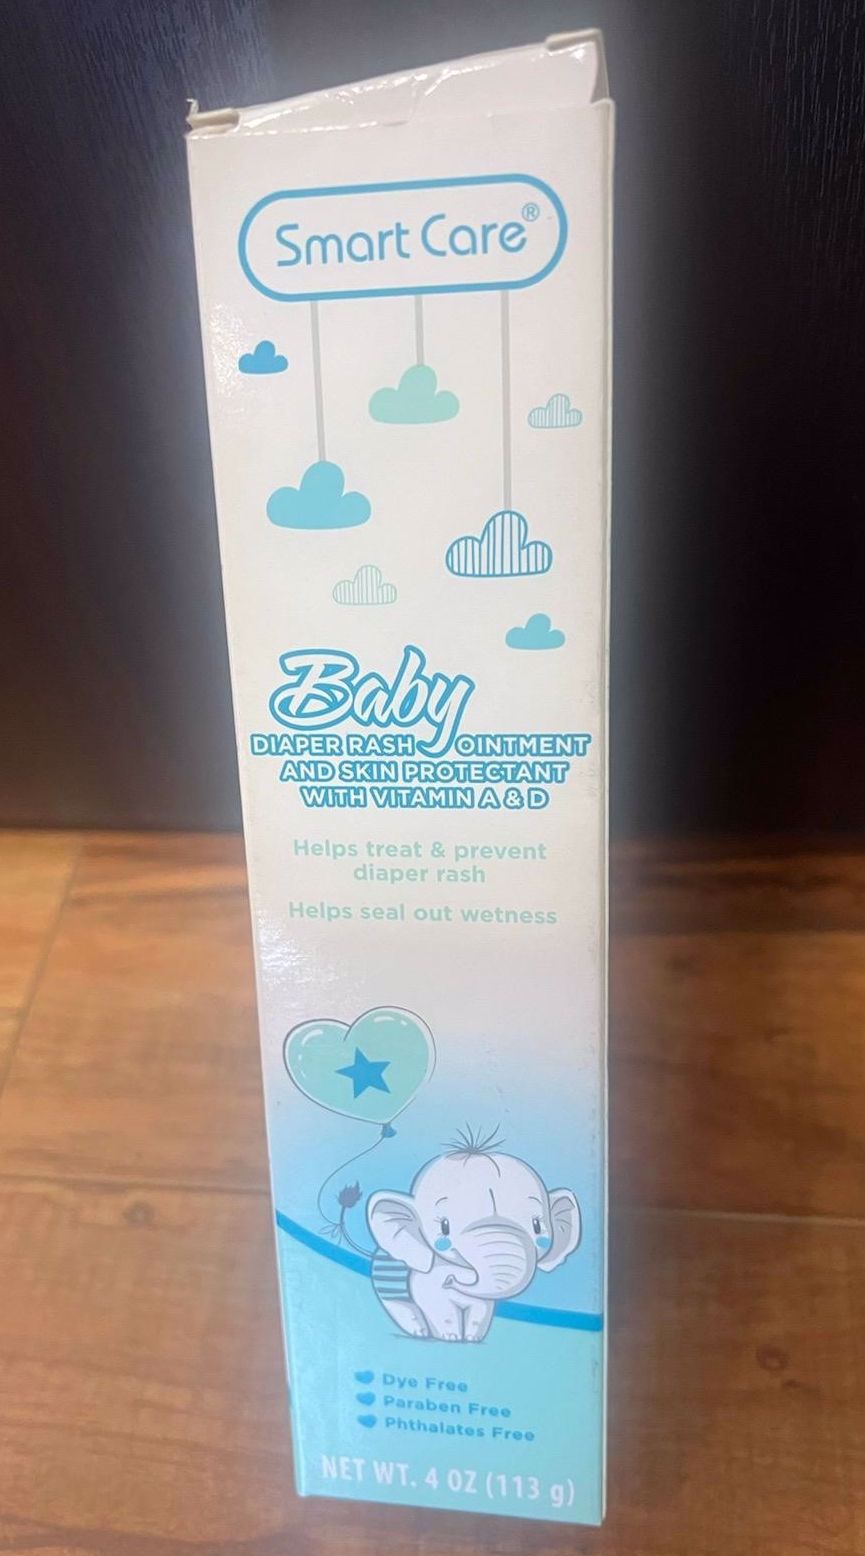 Smart Care®
Baby
DIAPER RASH OINTMENT
AND SKIN PROTECTANT
WITH VITAMIN A & D
Helps treat & prevent
diaper rash
Helps seal out wetness
Dye Free
Paraben Free
Phthalates Free
NET WT. 4 OZ (113 g)